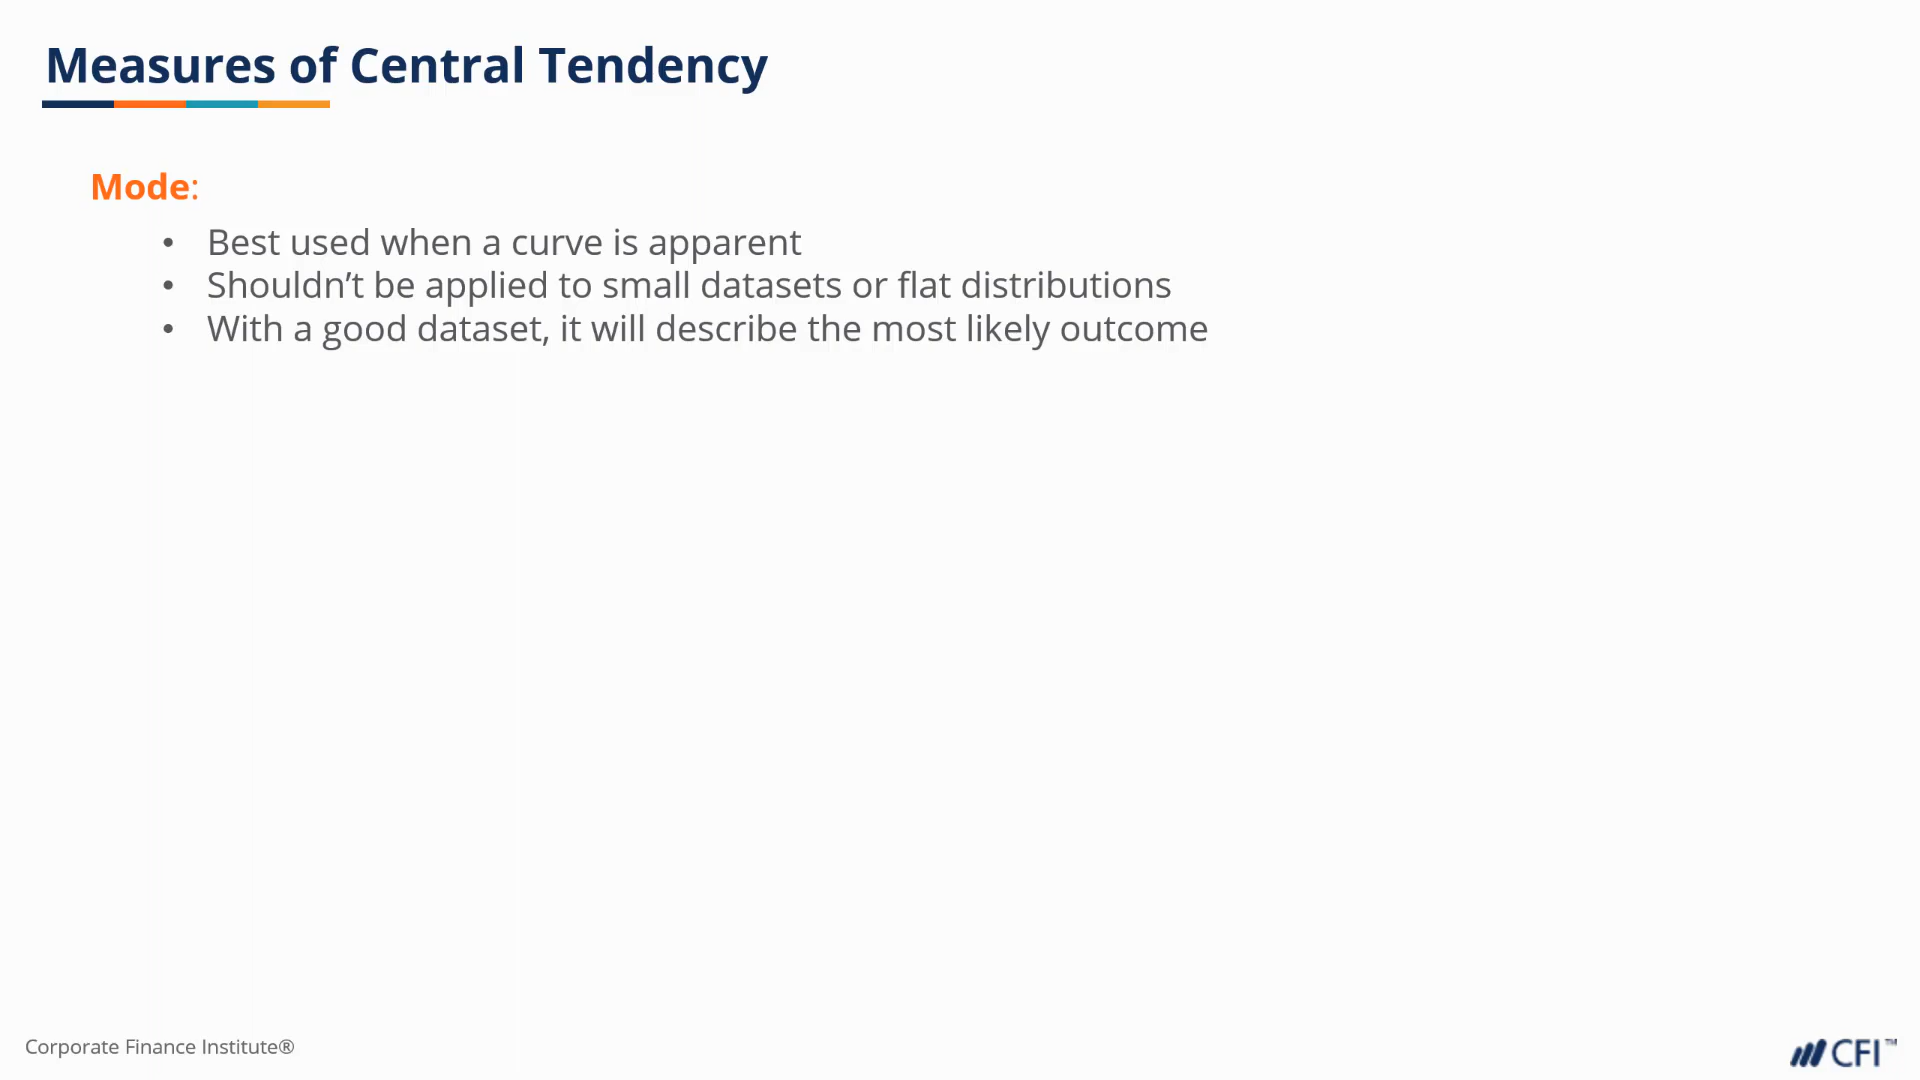 Measures of Central Tendency
Mode:
• Best used when a curve is apparent
• Shouldn’t be applied to small datasets or flat distributions
• With a good dataset, it will describe the most likely outcome
Corporate Finance Institute®
CFI™